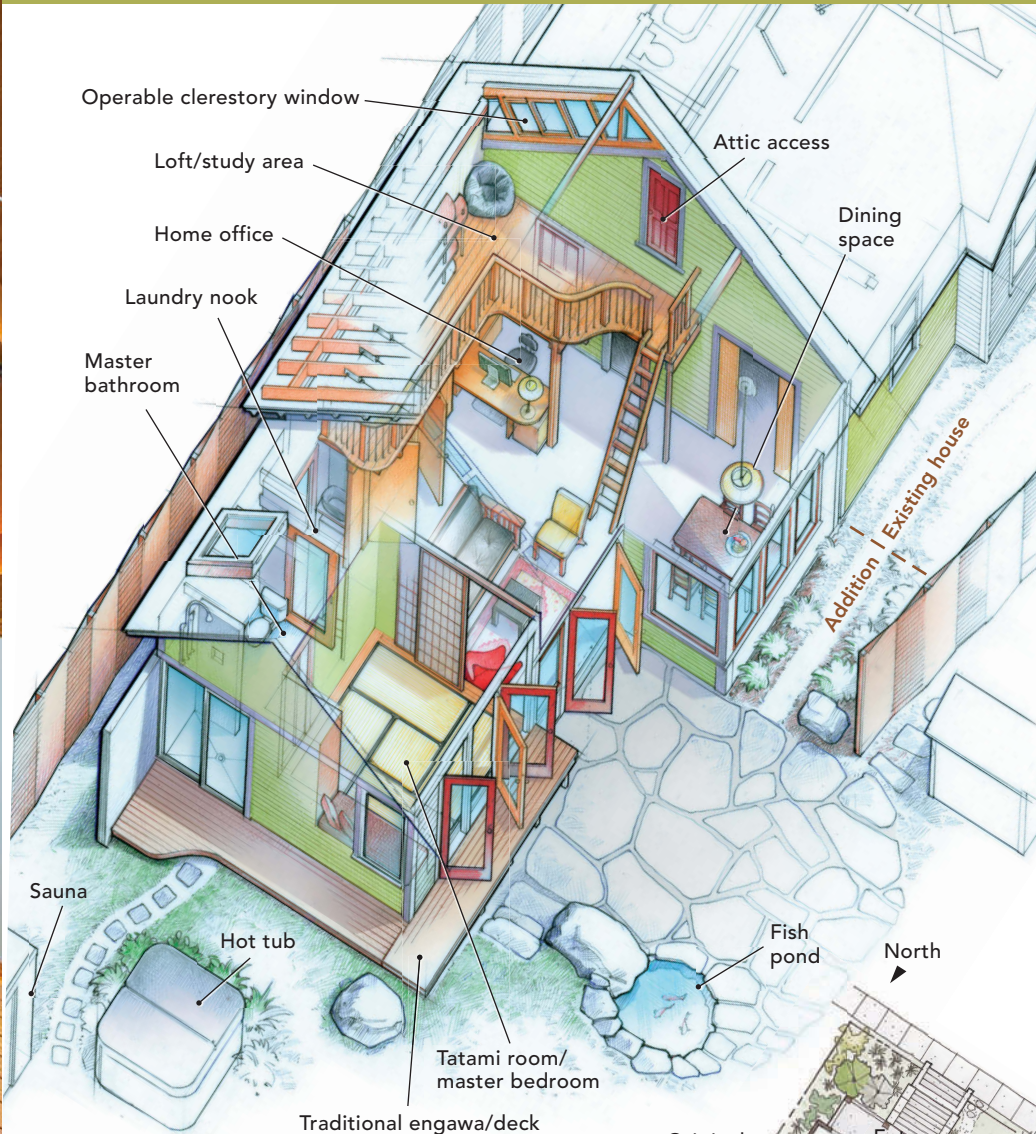 Operable clerestory window
Attic access
Loft/study area
Dining
space
Home office
Laundry nook
Master
bathroom
Addition
Existing house
Sauna
Hot tub
Fish
pond
North
Tatami room/
master bedroom
Traditional engawa/deck